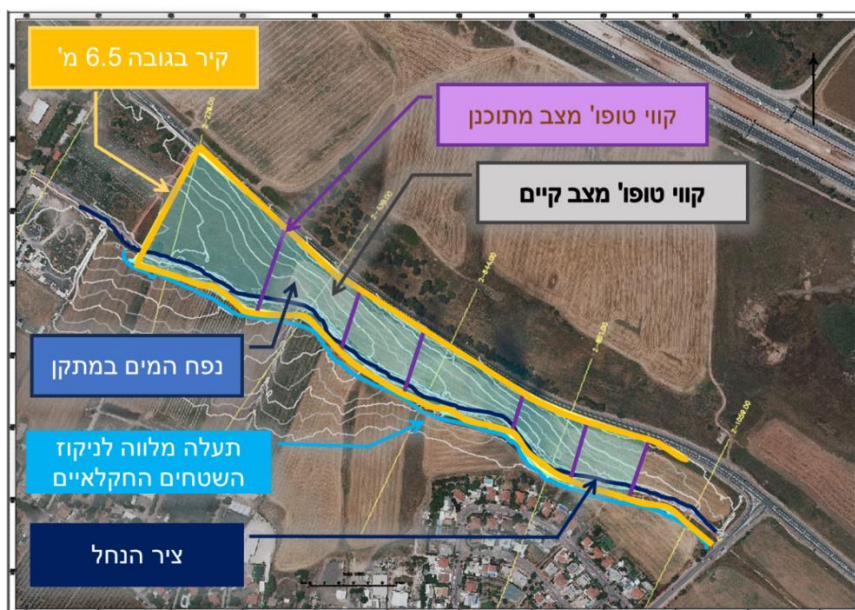 קיר בגובה 6.5 מ'
קווי טופו' מצב מתוכנן
קווי טופו' מצב קיים
נפח המים במתקן
תעלה מלווה לניקוז
השטחים החקלאיים
ציר הנחל